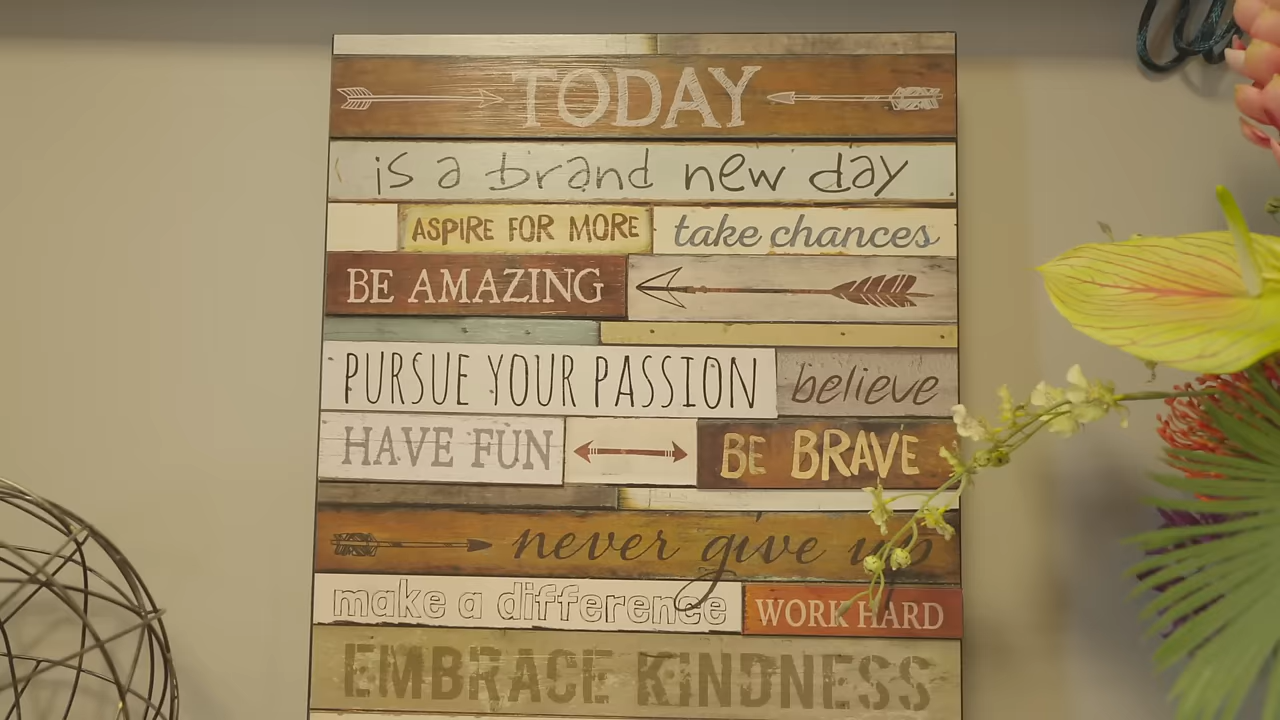 TODAY
is a brand new day
ASPIRE FOR MORE take chances
BE AMAZING
PURSUE YOUR PASSION believe
HAVE FUN BE BRAVE
never give up
make a difference WORK HARD
EMBRACE KINDNESS